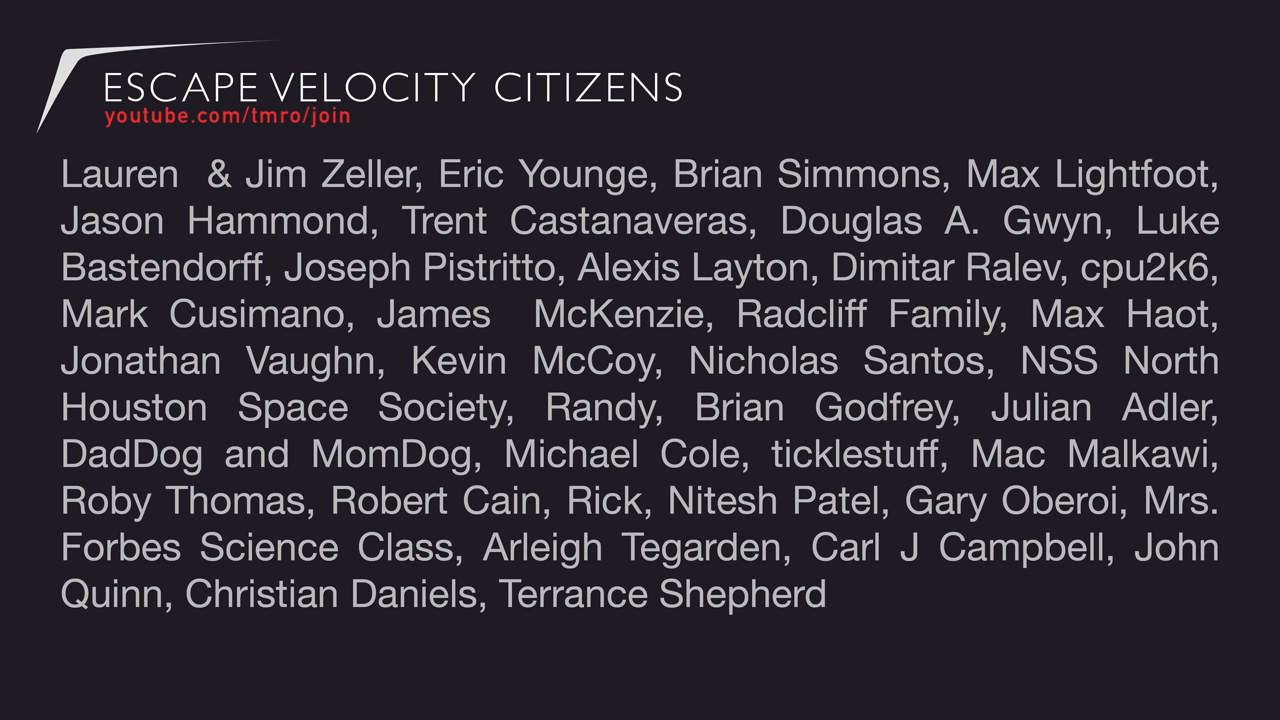 ESCAPE VELOCITY CITIZENS
youtube.com/tmro/join
Lauren & Jim Zeller, Eric Younge, Brian Simmons, Max Lightfoot,
Jason Hammond, Trent Castanaveras, Douglas A. Gwyn, Luke
Bastendorff, Joseph Pistritto, Alexis Layton, Dimitar Ralev, cpu2k6,
Mark Cusimano, James McKenzie, Radcliff Family, Max Haot,
Jonathan Vaughn, Kevin McCoy, Nicholas Santos, NSS North
Houston Space Society, Randy, Brian Godfrey, Julian Adler,
DadDog and MomDog, Michael Cole, ticklestuff, Mac Malkawi,
Roby Thomas, Robert Cain, Rick, Nitesh Patel, Gary Oberoi, Mrs.
Forbes Science Class, Arleigh Tegarden, Carl J Campbell, John
Quinn, Christian Daniels, Terrance Shepherd